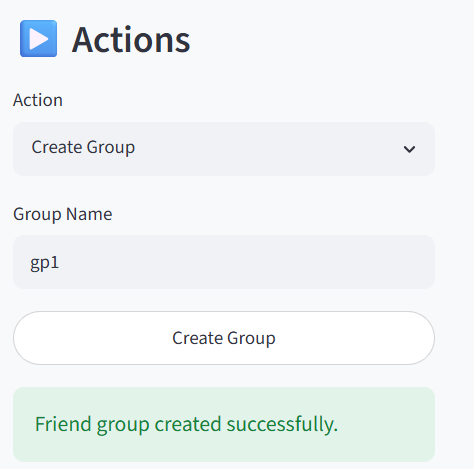 Actions
Action
Create Group
Group Name
gp1
Create Group
Friend group created successfully.